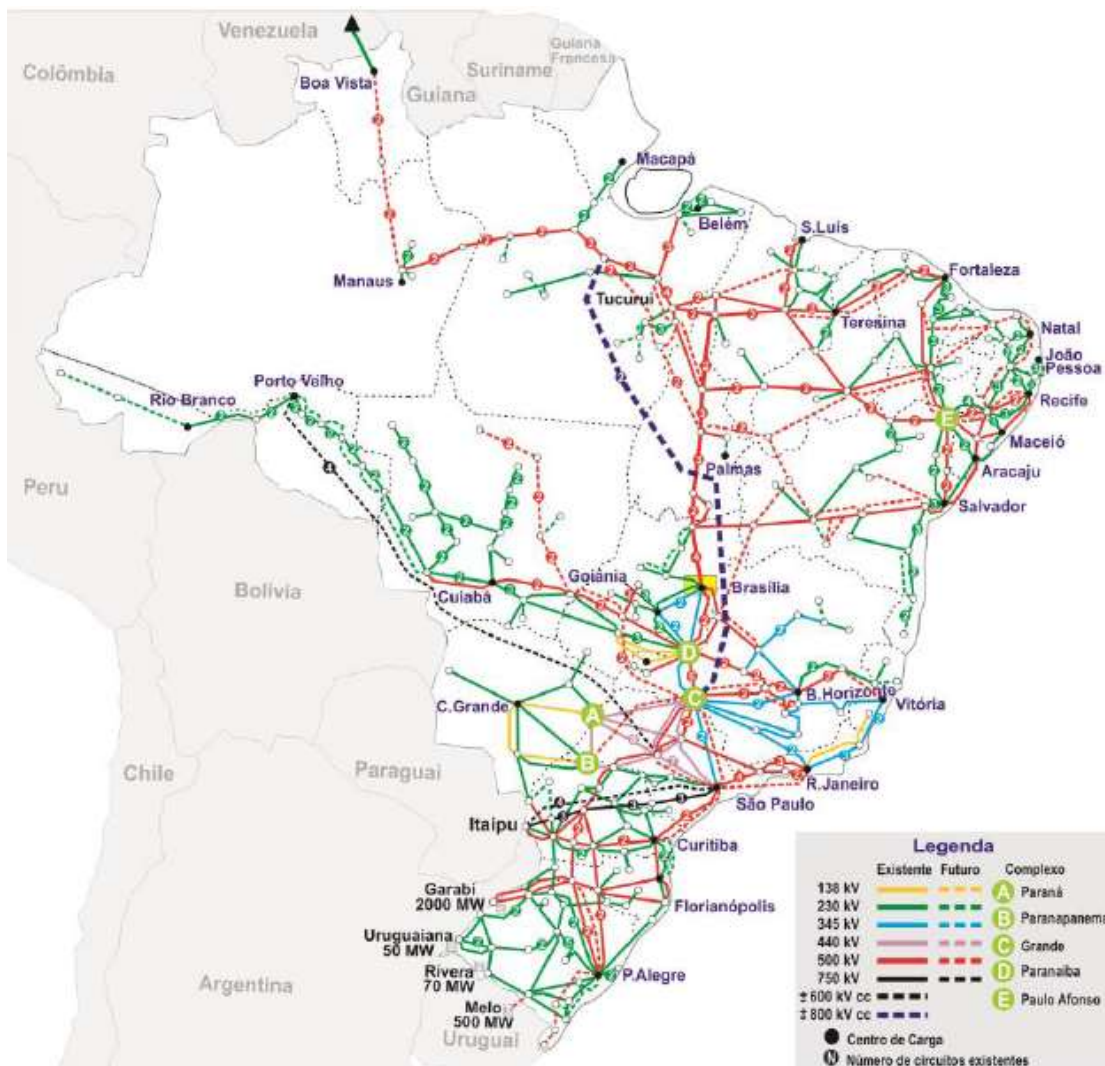 Venezuela
Guiana
Francesa
Colômbia
Suriname
Boa Vista
Guiana
Macapá
Belém
S.Luís
Fortaleza
Manaus
Tucuruí
Teresina
Natal
João
Pessoa
Porto Velho
Rio Branco
Recife
E
Maceió
Palmas
Aracaju
Peru
Salvador
Goiânia
Brasília
Bolívia
Cuiabá
D
B.Horizonte
C
Vitória
C.Grande
A
Chile
Paraguai
B
R.Janeiro
São Paulo
Itaipu
Curitiba
Garabi
2000 MW
Florianópolis
Uruguaiana
50 MW
Rivera
70 MW
P.Alegre
Argentina
Melo
500 MW
Uruguai
Legenda
Existente Futuro Complexo
138 kV A Paraná
230 kV
345 kV B Paranapanema
440 kV C Grande
500 kV D Paranaiba
750 kV
±600 kV cc E Paulo Afonso
±800 kV cc
Centro de Carga
N Número de circuitos existentes